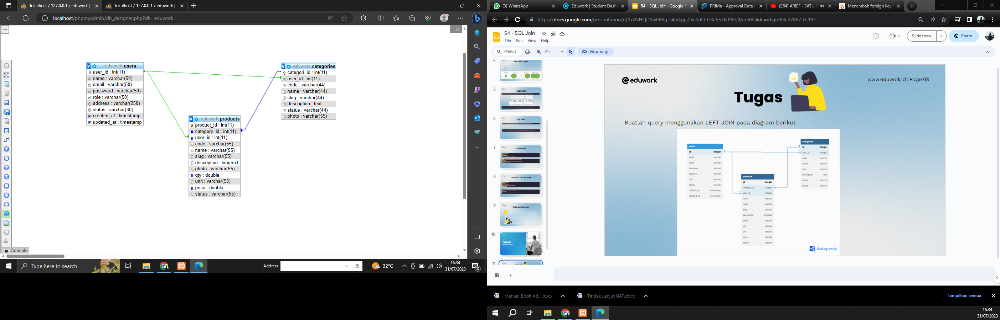 localhost / 127.0.0.1 / eduwork |
localhost / 127.0.0.1 / eduwork |
localhost/phpmyadmin/db_designer.php?db=eduwork
eduwork users
user_id : int(11)
name : varchar(50)
email : varchar(50)
password : varchar(50)
role : varchar(50)
address : varchar(250)
status : varchar(30)
created_at : timestamp
updated_at : timestamp
eduwork categories
categori_id : int(11)
user_id : int(11)
code : varchar(44)
name : varchar(44)
slug : varchar(44)
description : text
status : varchar(44)
photo : varchar(55)
eduwork products
product_id : int(11)
category_id : int(11)
user_id : int(11)
code : varchar(55)
name : varchar(55)
slug : varchar(55)
description : longtext
photo : varchar(55)
qty : double
unit : varchar(55)
price : double
status : varchar(55)
Console
Type here to search
Address
32°C
16:34
31/07/2023
2
(3) WhatsApp
Eduwork | Student Dash
54 - SQL Join - Google S
PRiMa - Approval Data |
(264) ARIEF - SATU
Menambah foreign key
https://docs.google.com/presentation/d/1xkNHQD0w0R6g_z4jVkpjijCxe0dO-G3a557kfPBbjII/edit#slide=id.gfd63a27867_0_191
54 - SQL Join
File Edit View Help
Slideshow
Share
Menus
Fit
View only
4
SQL Join Types
5
SQL INNER
6
SQL LEFT
7
SQL RIGHT
8
SQL FULL OUTER JOIN
9
Referensi Belajar
10
TUGAS
11
eduwork
www.eduwork.id | Page 08
Tugas
Buatlah query menggunakan LEFT JOIN pada diagram berikut
users
id integer
email varchar
name varchar
password varchar
address varchar
role varchar
status varchar
created_at timestamp
updated_at timestamp
categories
id integer
user_id integer
code varchar
name varchar
slug varchar
description text
status varchar
photo varchar
products
id integer
category_id integer
user_id integer
code varchar
name varchar
slug varchar
description longtext
photo varchar
qty double
unit varchar
price double
status varchar
dbdiagram.io
Manual Book Ad....docx
Tindak Lanjut UAT.docx
Tampilkan semua
16:34
31/07/2023